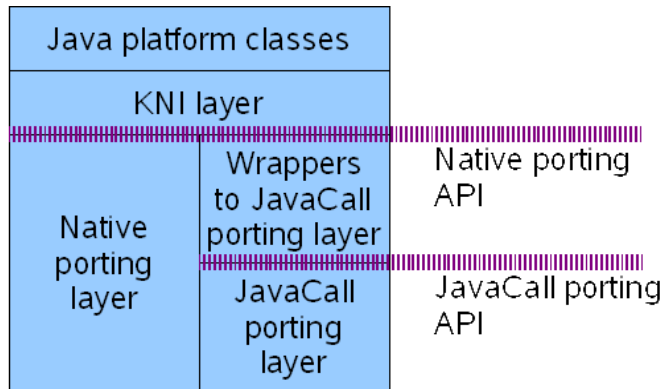 Java platform classes
KNI layer
Wrappers
to JavaCall
porting layer
Native
porting
layer
JavaCall
porting
layer
Native porting
API
JavaCall porting
API